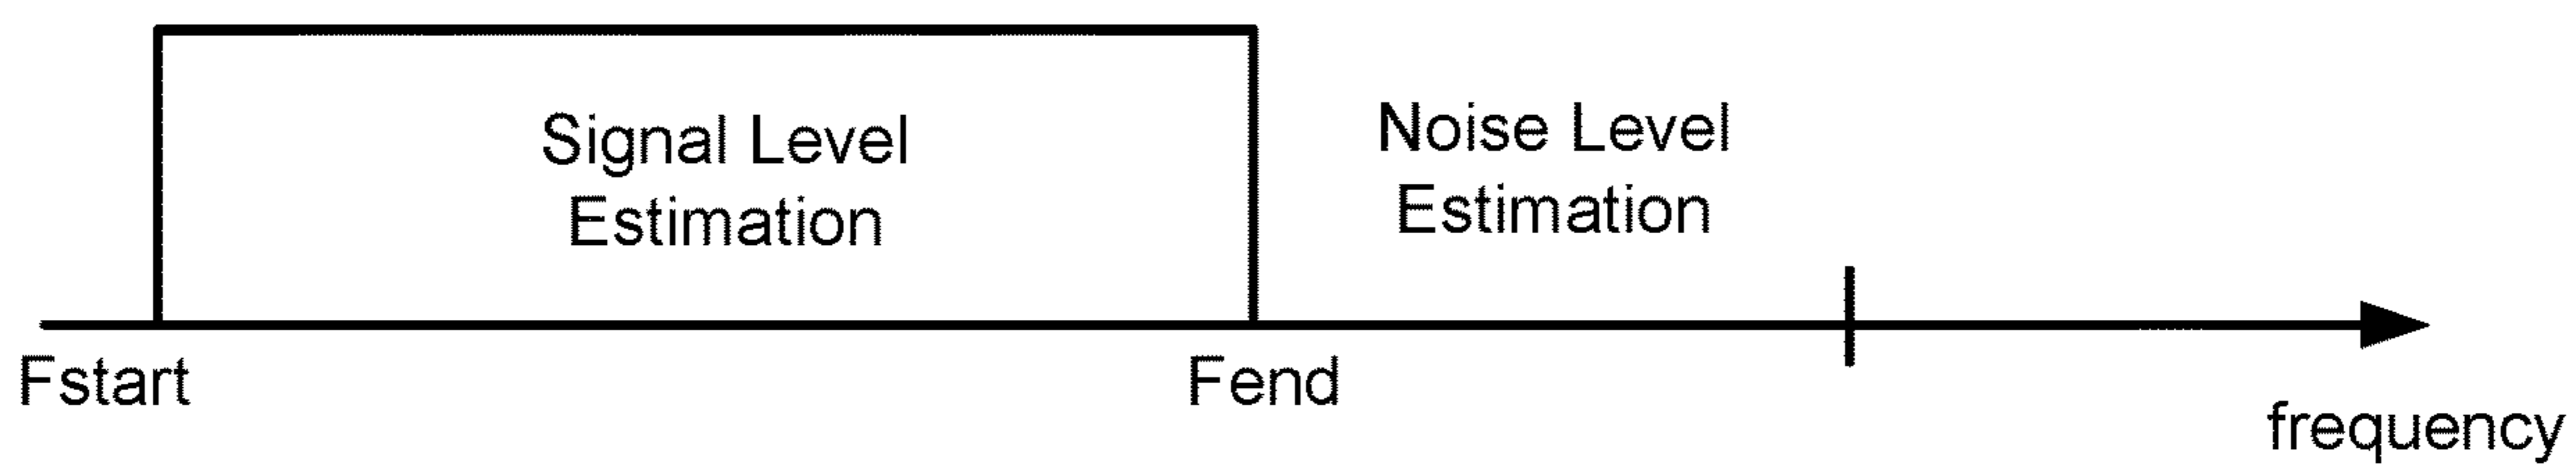 Signal Level
Estimation
Noise Level
Estimation
Fstart
Fend
frequency